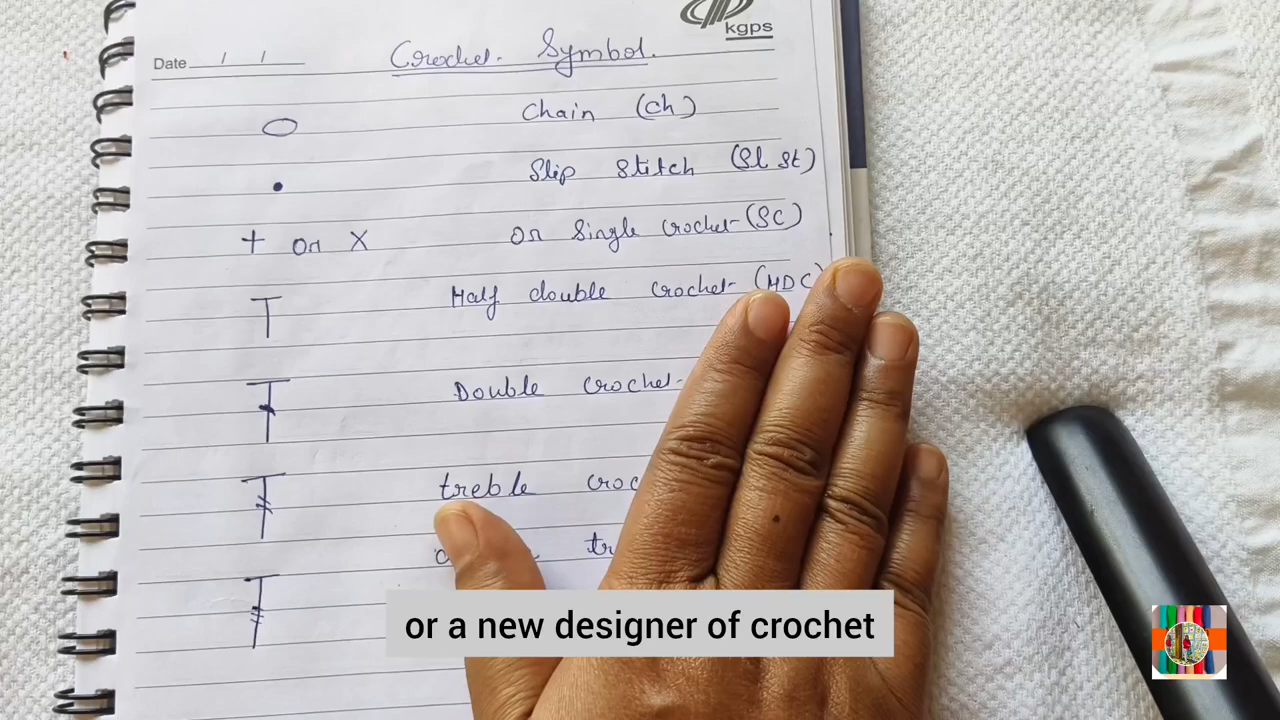 kgps
Date / /
Crochet Symbol.
Chain (ch)
Slip Stitch (Sl St)
+ or X or Single crochet (SC)
Half double crochet (HDC)
Double crochet
treble
or a new designer of crochet